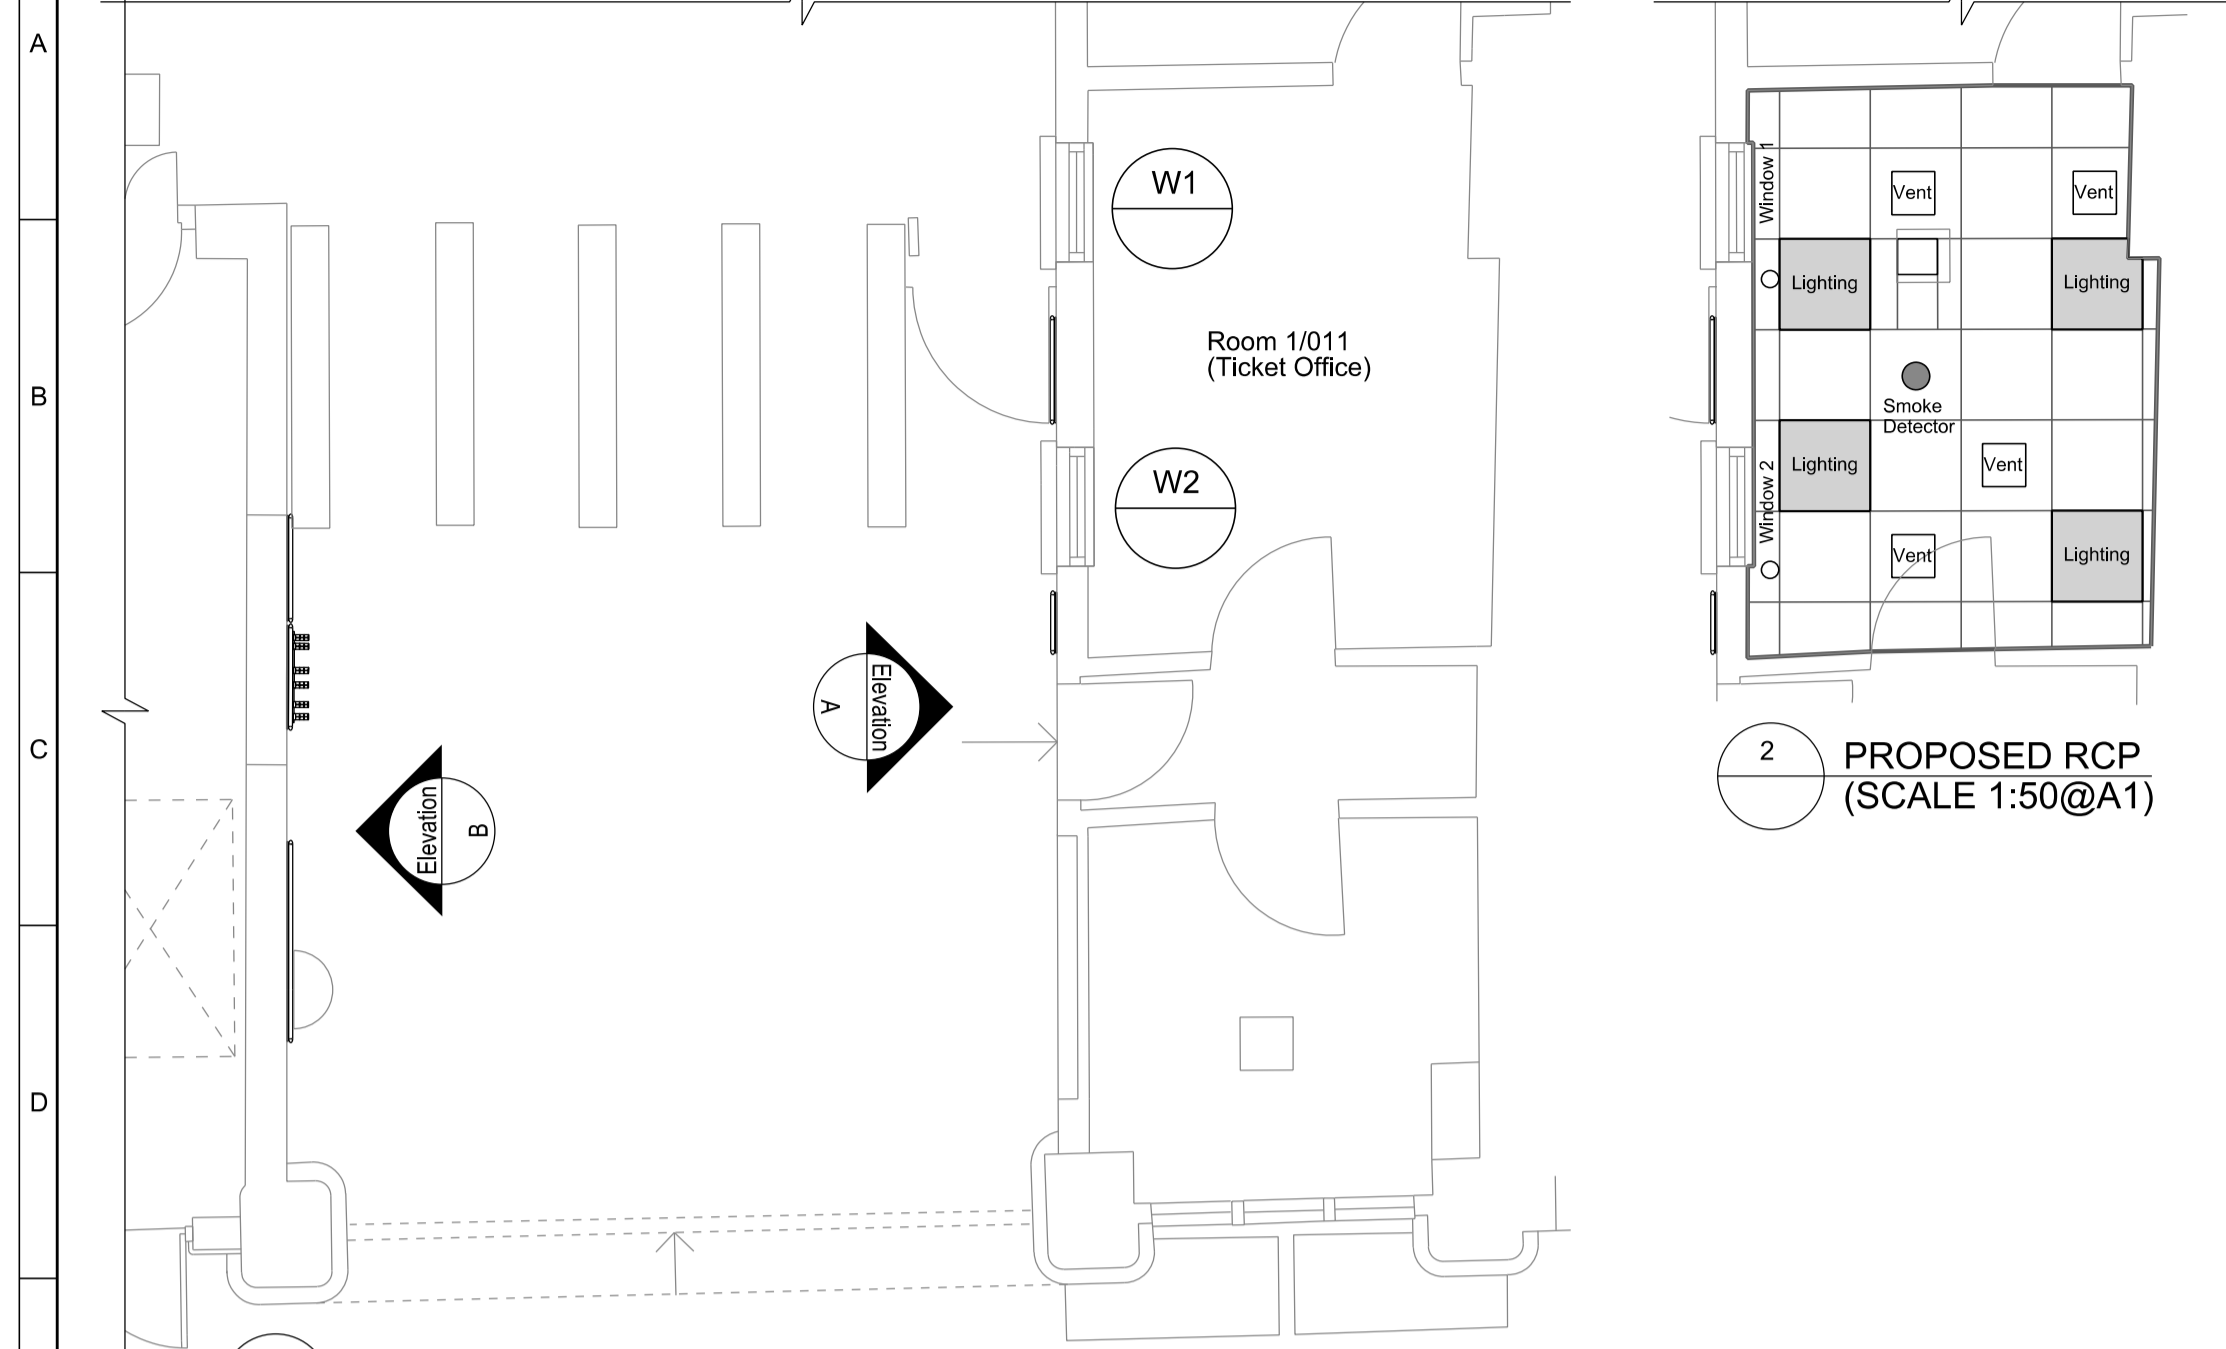 A
B
C
D
W1
W2
Room 1/011
(Ticket Office)
Elevation
A
Elevation
B
Window 1
Vent
Vent
Lighting
Lighting
Smoke
Detector
Window 2
Lighting
Vent
Vent
Lighting
2
PROPOSED RCP
(SCALE 1:50@A1)